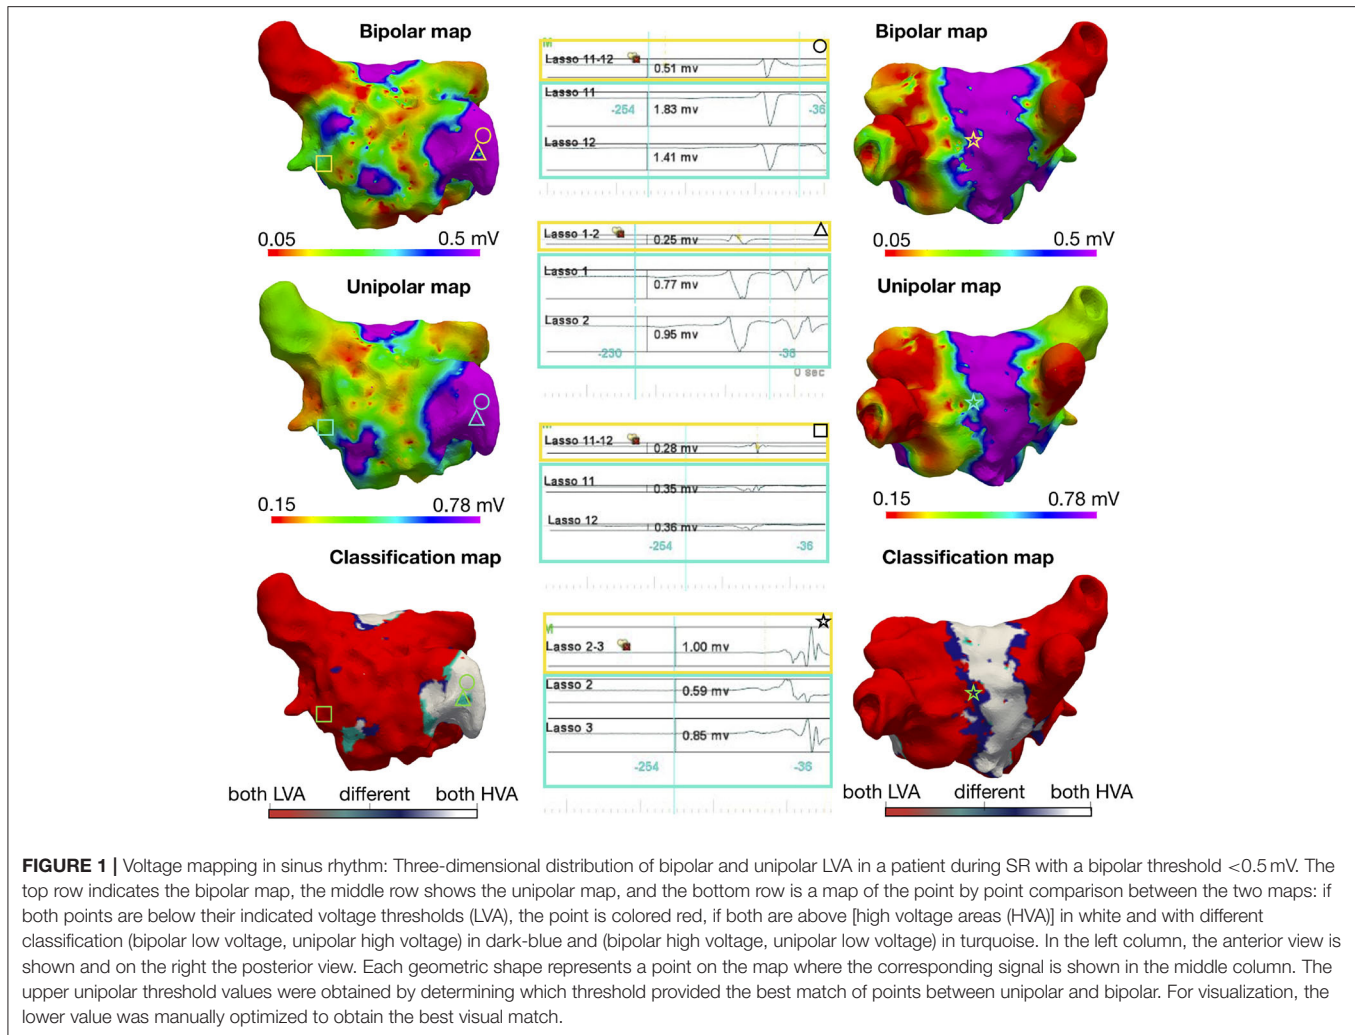 Bipolar map
0.05
0.5 mV
Unipolar map
0.15
0.78 mV
Classification map
both LVA
different
both HVA
M
Lasso 11-12
0.51 mv
Lasso 11
-254
1.83 mv
-36
Lasso 12
1.41 mv
Lasso 1-2
0.25 mv
Lasso 1
0.77 mv
Lasso 2
0.95 mv
-230
-36
0 sec
Lasso 11-12
0.28 mv
Lasso 11
0.35 mv
Lasso 12
0.36 mv
-254
-36
M
Lasso 2-3
1.00 mv
Lasso 2
0.59 mv
Lasso 3
0.85 mv
-254
-36
Bipolar map
0.05
0.5 mV
Unipolar map
0.15
0.78 mV
Classification map
both LVA
different
both HVA
FIGURE 1 | Voltage mapping in sinus rhythm: Three-dimensional distribution of bipolar and unipolar LVA in a patient during SR with a bipolar threshold <0.5 mV. The
top row indicates the bipolar map, the middle row shows the unipolar map, and the bottom row is a map of the point by point comparison between the two maps: if
both points are below their indicated voltage thresholds (LVA), the point is colored red, if both are above [high voltage areas (HVA)] in white and with different
classification (bipolar low voltage, unipolar high voltage) in dark-blue and (bipolar high voltage, unipolar low voltage) in turquoise. In the left column, the anterior view is
shown and on the right the posterior view. Each geometric shape represents a point on the map where the corresponding signal is shown in the middle column. The
upper unipolar threshold values were obtained by determining which threshold provided the best match of points between unipolar and bipolar. For visualization, the
lower value was manually optimized to obtain the best visual match.